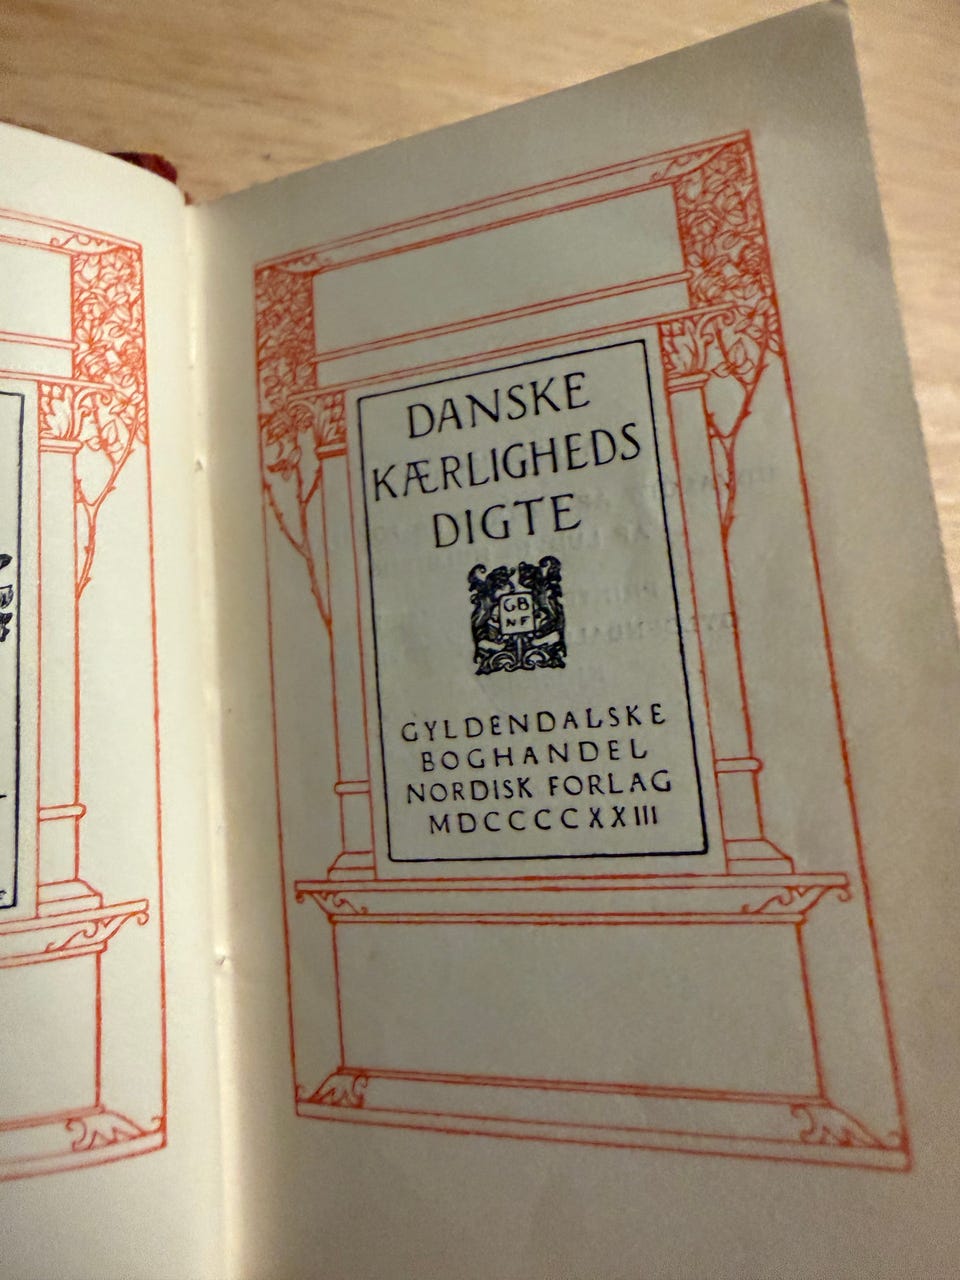 DANSKE
KÆRLIGHEDS
DIGTE
GB
NF
GYLDENDALSKE
BOGHANDEL
NORDISK FORLAG
MDCCCCXXIII